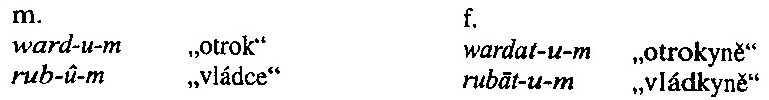 m. f.
ward-u-m „otrok“ wardat-u-m „otrokyně“
rub-û-m „vládce“ rubāt-u-m „vládkyně“